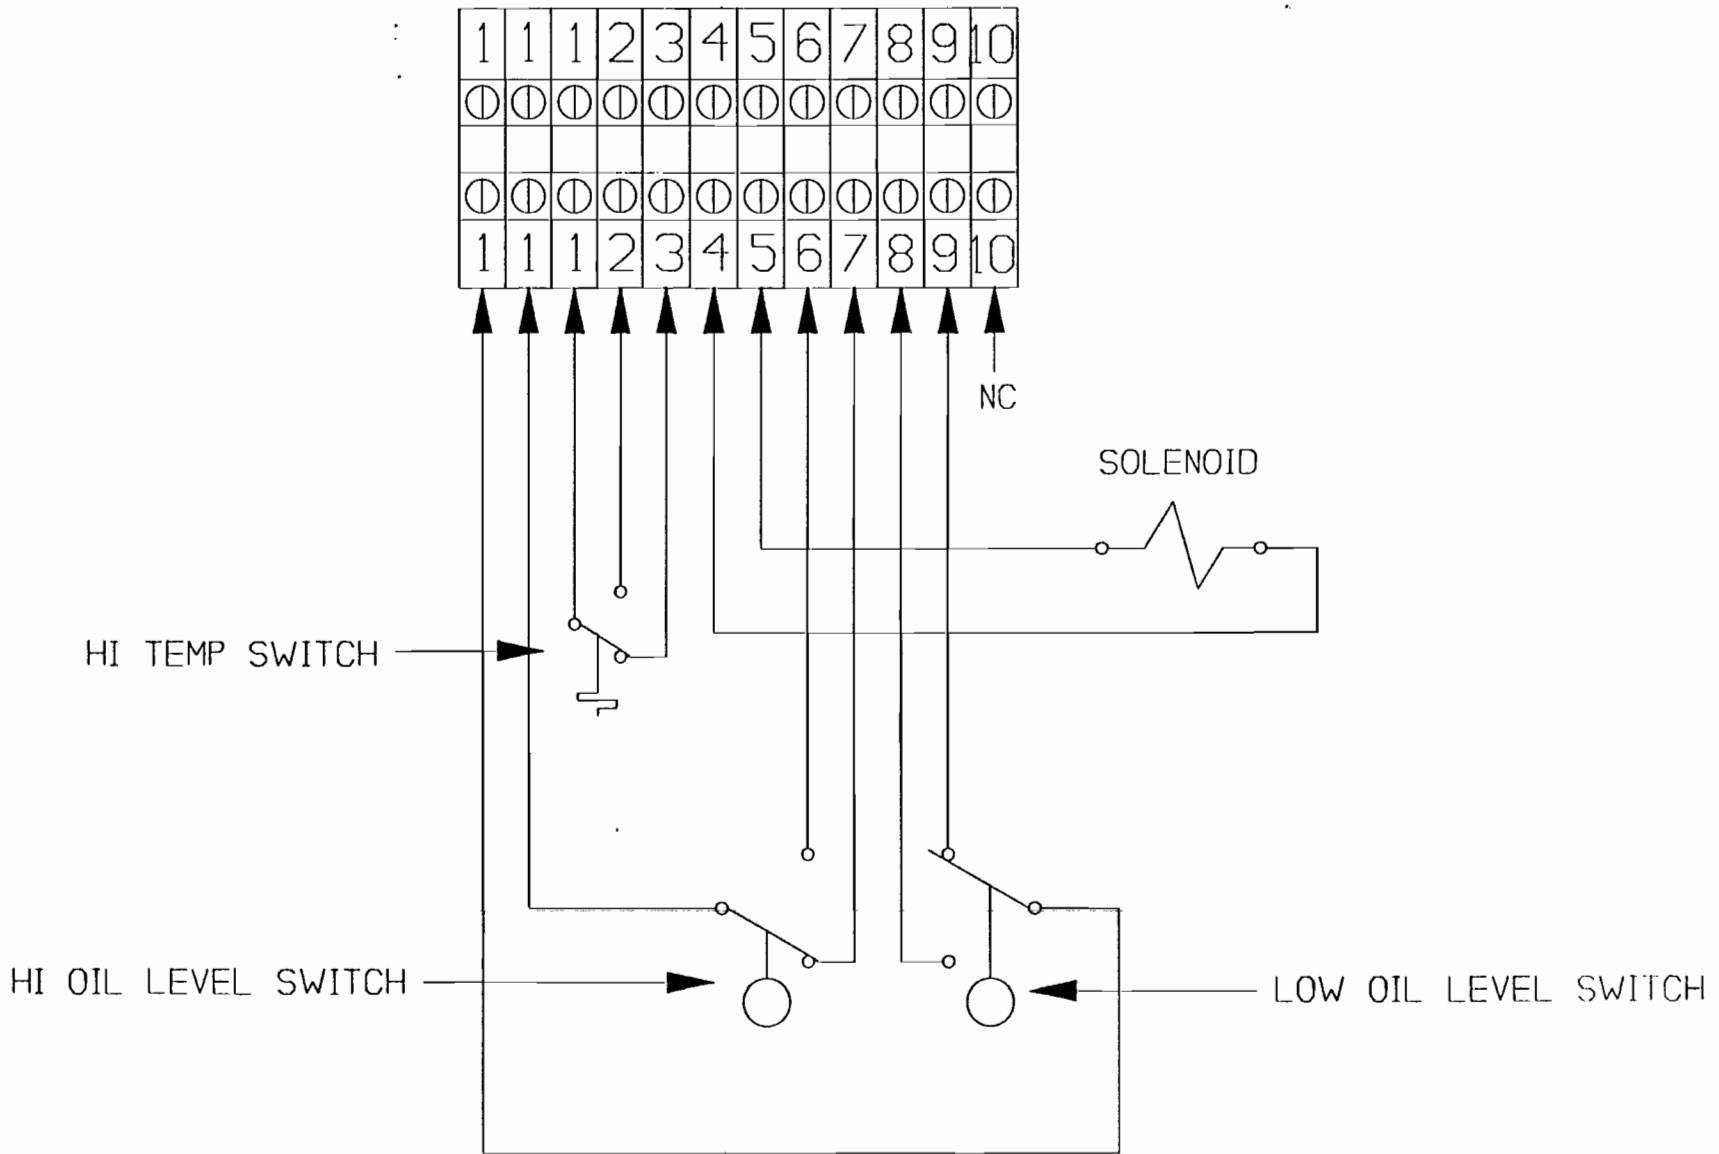 1 1 1 2 3 4 5 6 7 8 9 10
1 1 1 2 3 4 5 6 7 8 9 10
NC
SOLENOID
HI TEMP SWITCH
HI OIL LEVEL SWITCH
LOW OIL LEVEL SWITCH